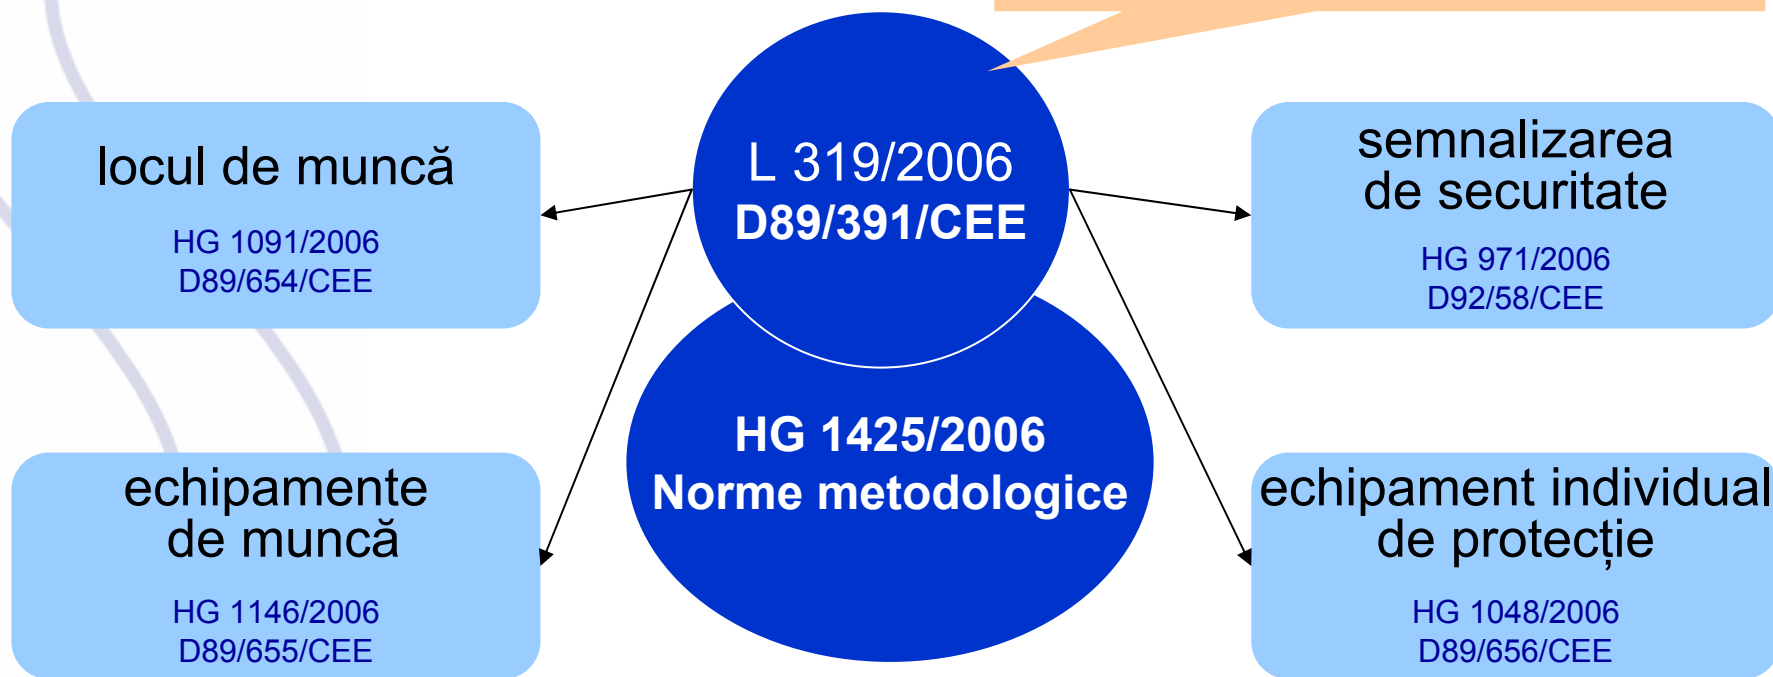 locul de muncă
HG 1091/2006
D89/654/CEE
L 319/2006
D89/391/CEE
semnalizarea
de securitate
HG 971/2006
D92/58/CEE
echipamente
de muncă
HG 1146/2006
D89/655/CEE
HG 1425/2006
Norme metodologice
echipament individual
de protecție
HG 1048/2006
D89/656/CEE